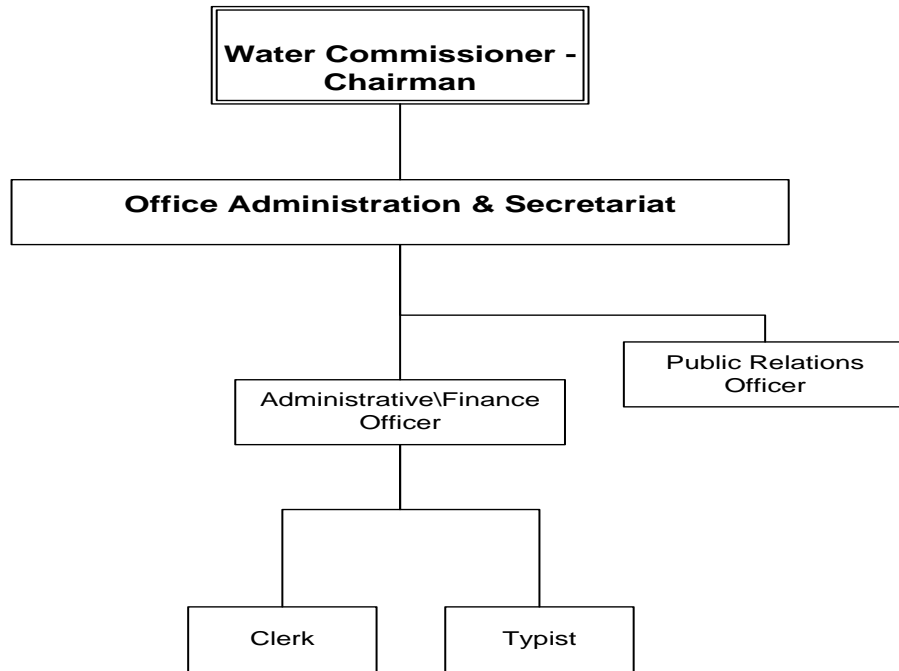 Water Commissioner -
Chairman
Office Administration & Secretariat
Public Relations
Officer
Administrative\Finance
Officer
Clerk
Typist